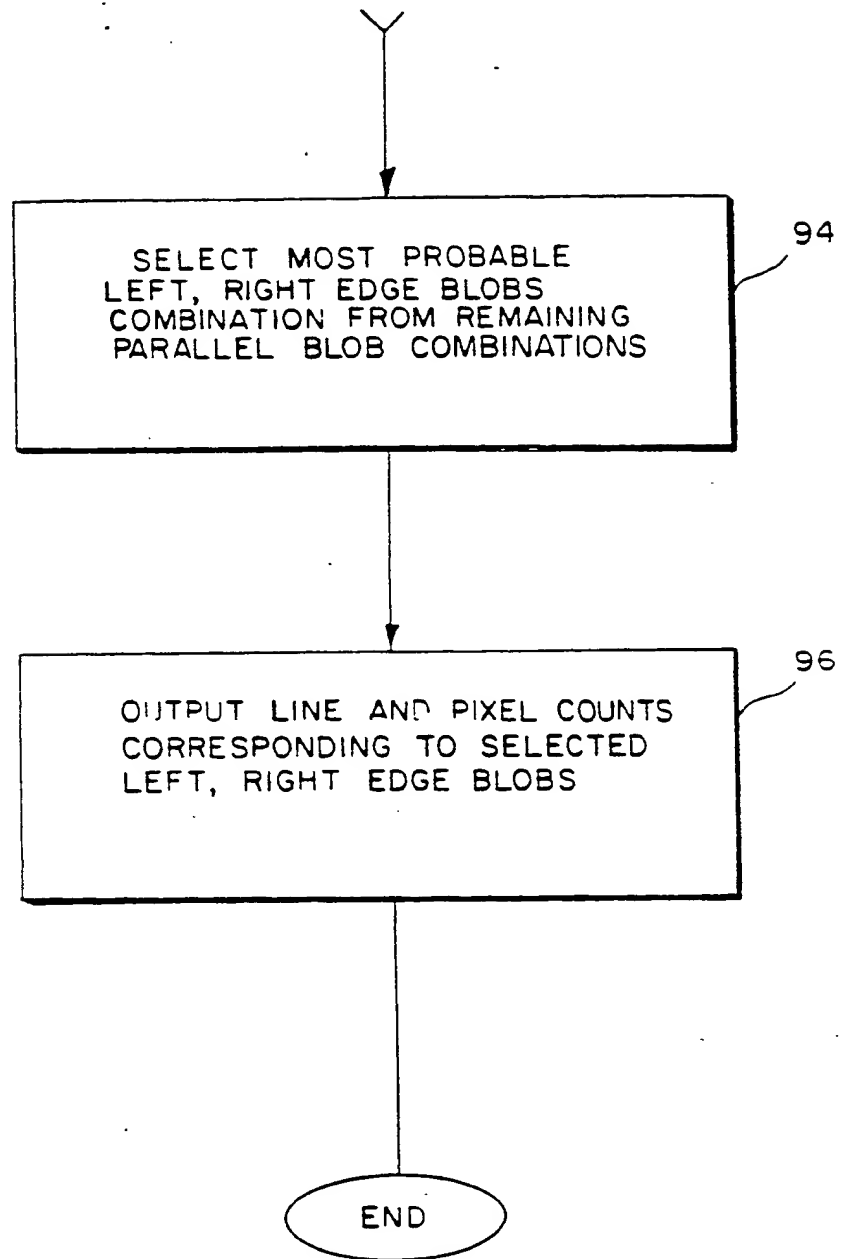 94
SELECT MOST PROBABLE
LEFT, RIGHT EDGE BLOBS
COMBINATION FROM REMAINING
PARALLEL BLOB COMBINATIONS
96
OUTPUT LINE AND PIXEL COUNTS
CORRESPONDING TO SELECTED
LEFT, RIGHT EDGE BLOBS
END